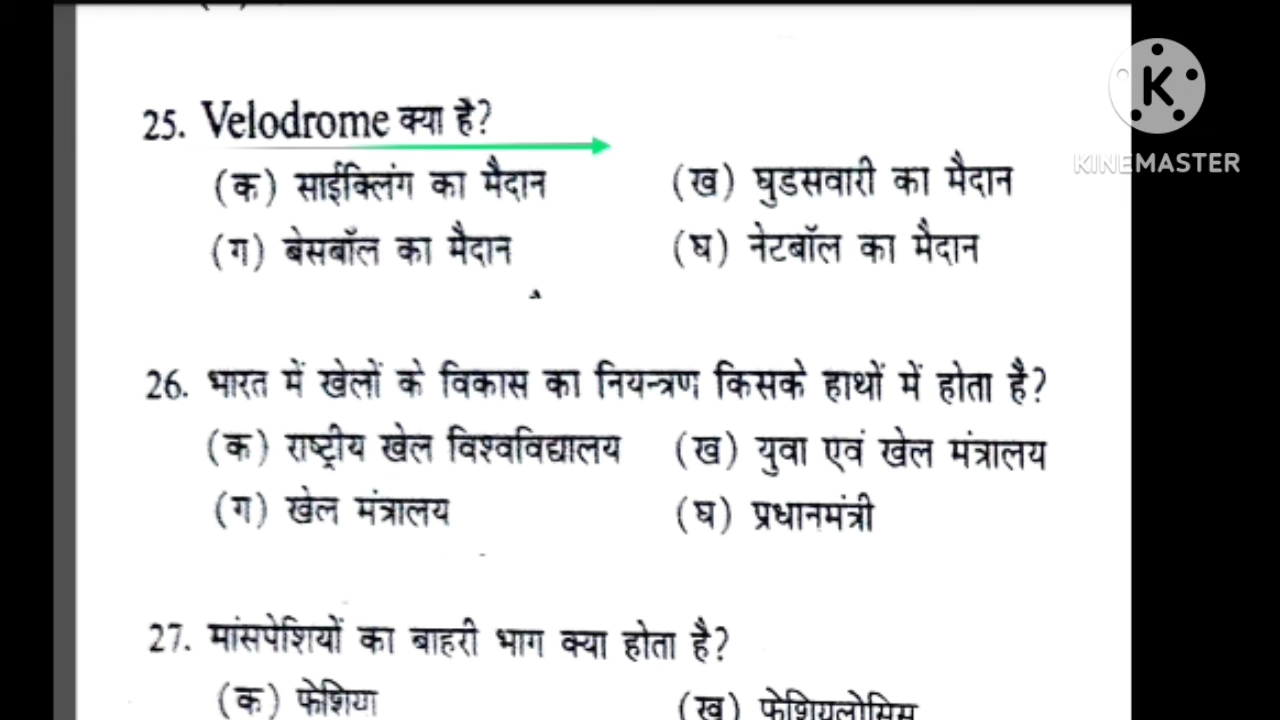 25. Velodrome क्या है?
(क) साईक्लिंग का मैदान (ख) घुडसवारी का मैदान
(ग) बेसबॉल का मैदान (घ) नेटबॉल का मैदान
26. भारत में खेलों के विकास का नियन्त्रण किसके हाथों में होता है?
(क) राष्ट्रीय खेल विश्वविद्यालय (ख) युवा एवं खेल मंत्रालय
(ग) खेल मंत्रालय (घ) प्रधानमंत्री
27. मांसपेशियों का बाहरी भाग क्या होता है?
(क) फेशिया (ख) फेशियलोसिस
K
KINEMASTER